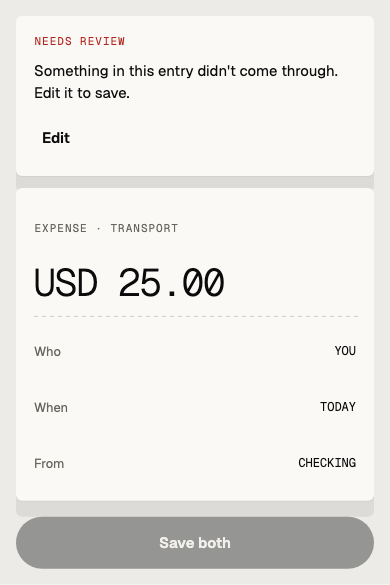 NEEDS REVIEW
Something in this entry didn't come through.
Edit it to save.
Edit
EXPENSE · TRANSPORT
USD 25.00
Who YOU
When TODAY
From CHECKING
Save both